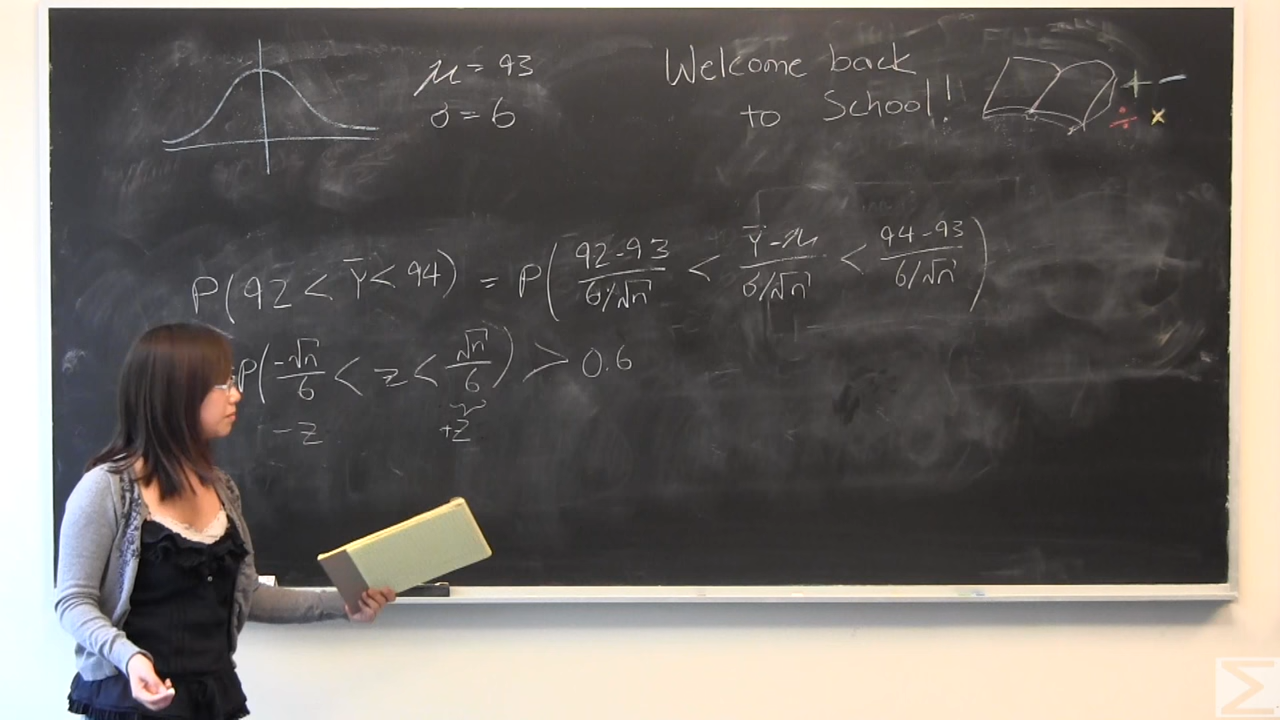 μ = 93
σ = 6
Welcome back
to School!
+ −
÷ x
P(92 < Ȳ < 94) = P( (92-93)/(6/√n) < (Ȳ-μ)/(σ/√n) < (94-93)/(6/√n) )
P( -√n/6 < z < √n/6 ) > 0.6
-z +z
Σ